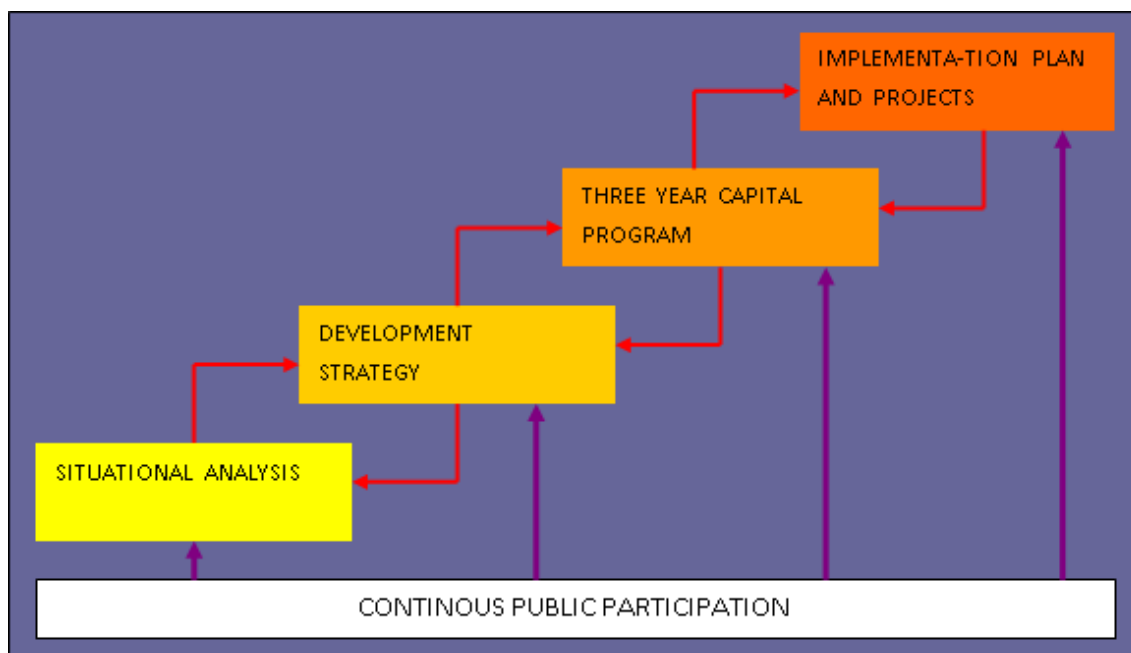 IMPLEMENTA-TION PLAN
AND PROJECTS
THREE YEAR CAPITAL
PROGRAM
DEVELOPMENT
STRATEGY
SITUATIONAL ANALYSIS
CONTINOUS PUBLIC PARTICIPATION